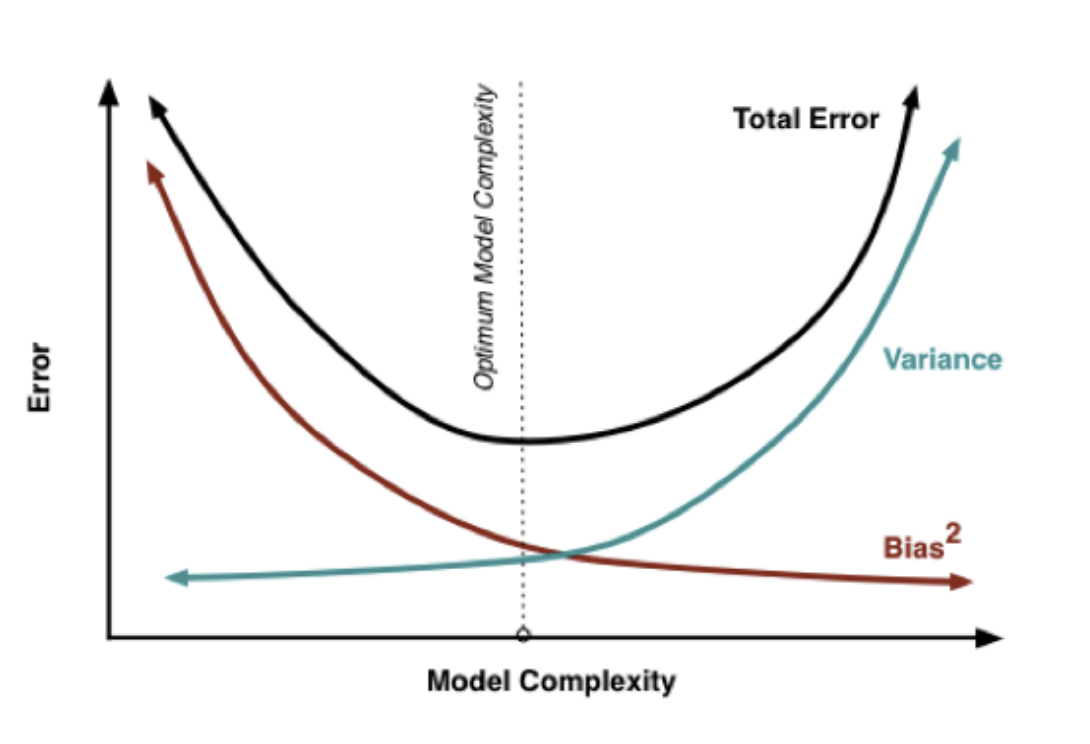 Optimum Model Complexity
Total Error
Variance
Error
Bias²
Model Complexity